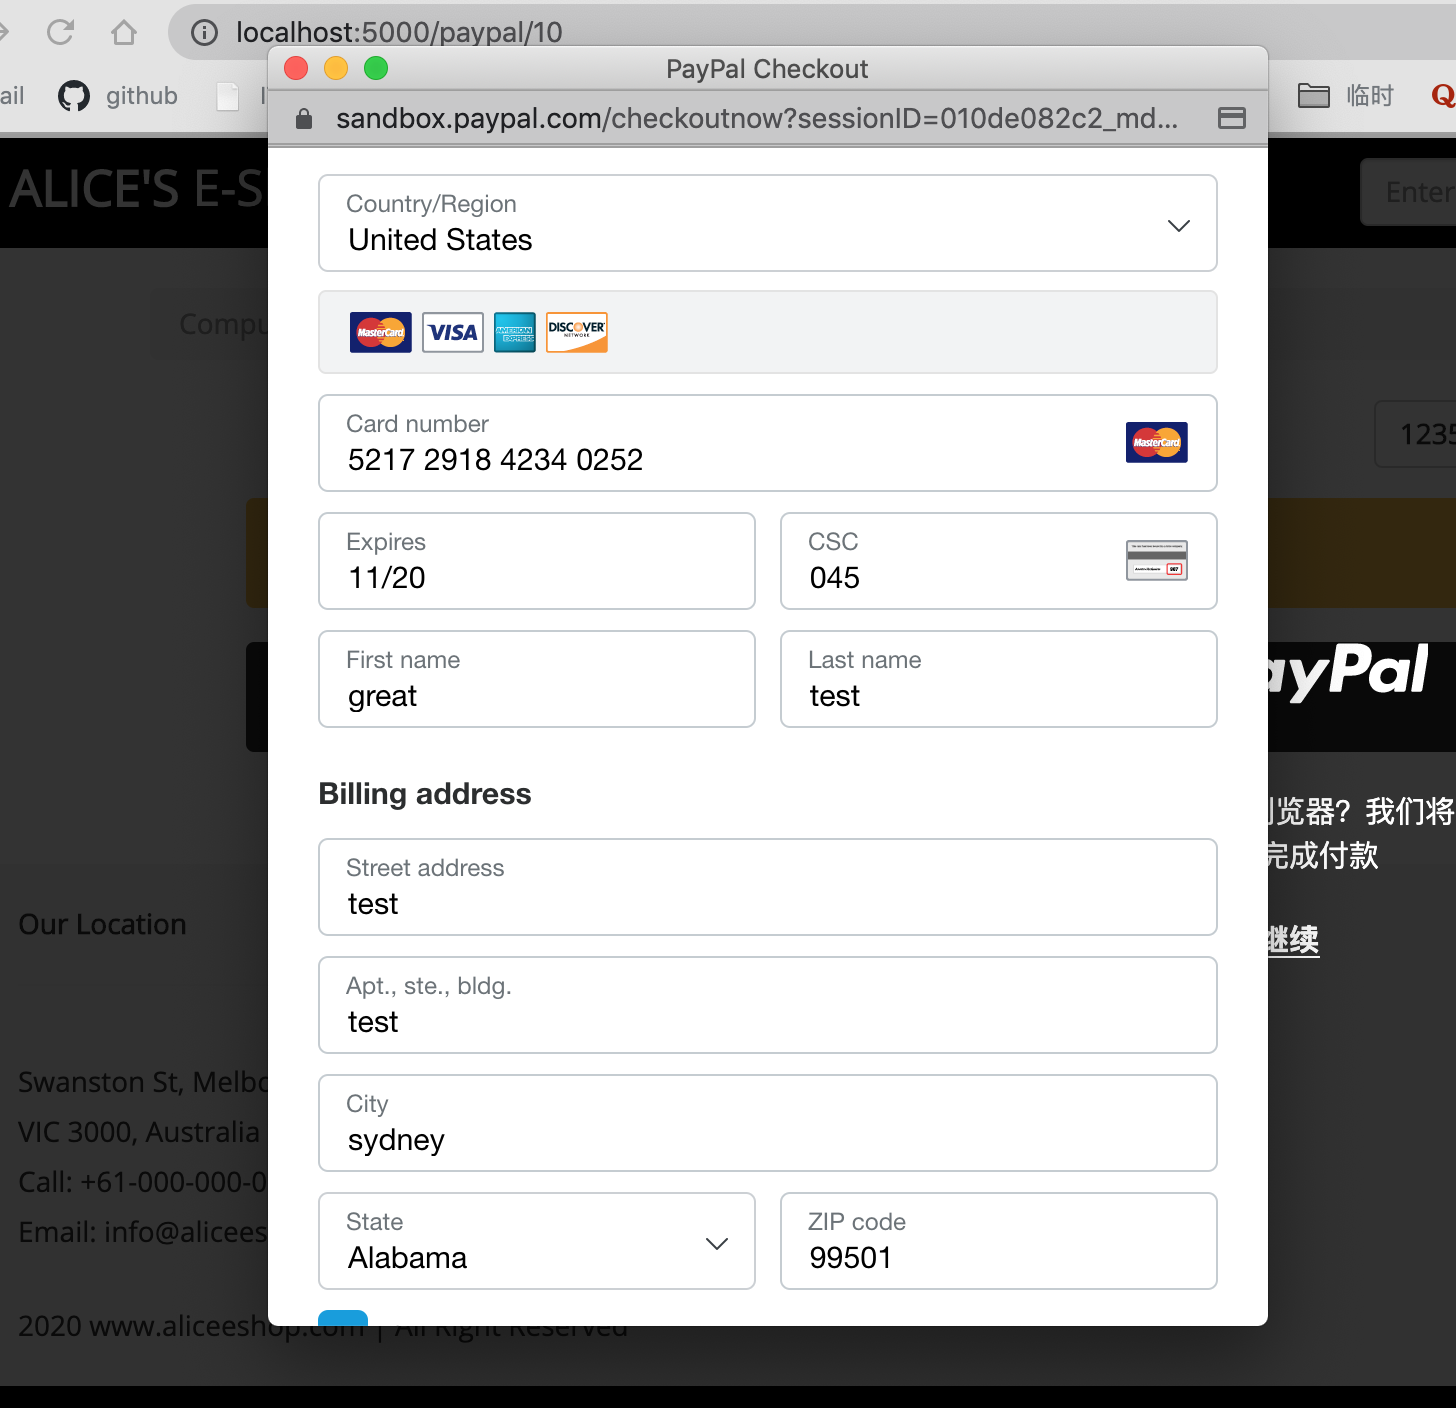 localhost:5000/paypal/10
ail
github
临时
PayPal Checkout
sandbox.paypal.com/checkoutnow?sessionID=010de082c2_md...
ALICE'S E-S
Enter
Country/Region
United States
Compu
MasterCard
VISA
AMERICAN EXPRESS
DISCOVER
NETWORK
Card number
5217 2918 4234 0252
MasterCard
1235
Expires
11/20
CSC
045
First name
great
Last name
test
ayPal
Billing address
览器？我们将
完成付款
Street address
test
继续
Our Location
Apt., ste., bldg.
test
Swanston St, Melbo
VIC 3000, Australia
Call: +61-000-000-0
Email: info@alicees
City
sydney
State
Alabama
ZIP code
99501
2020 www.aliceeshop.com | All Right Reserved